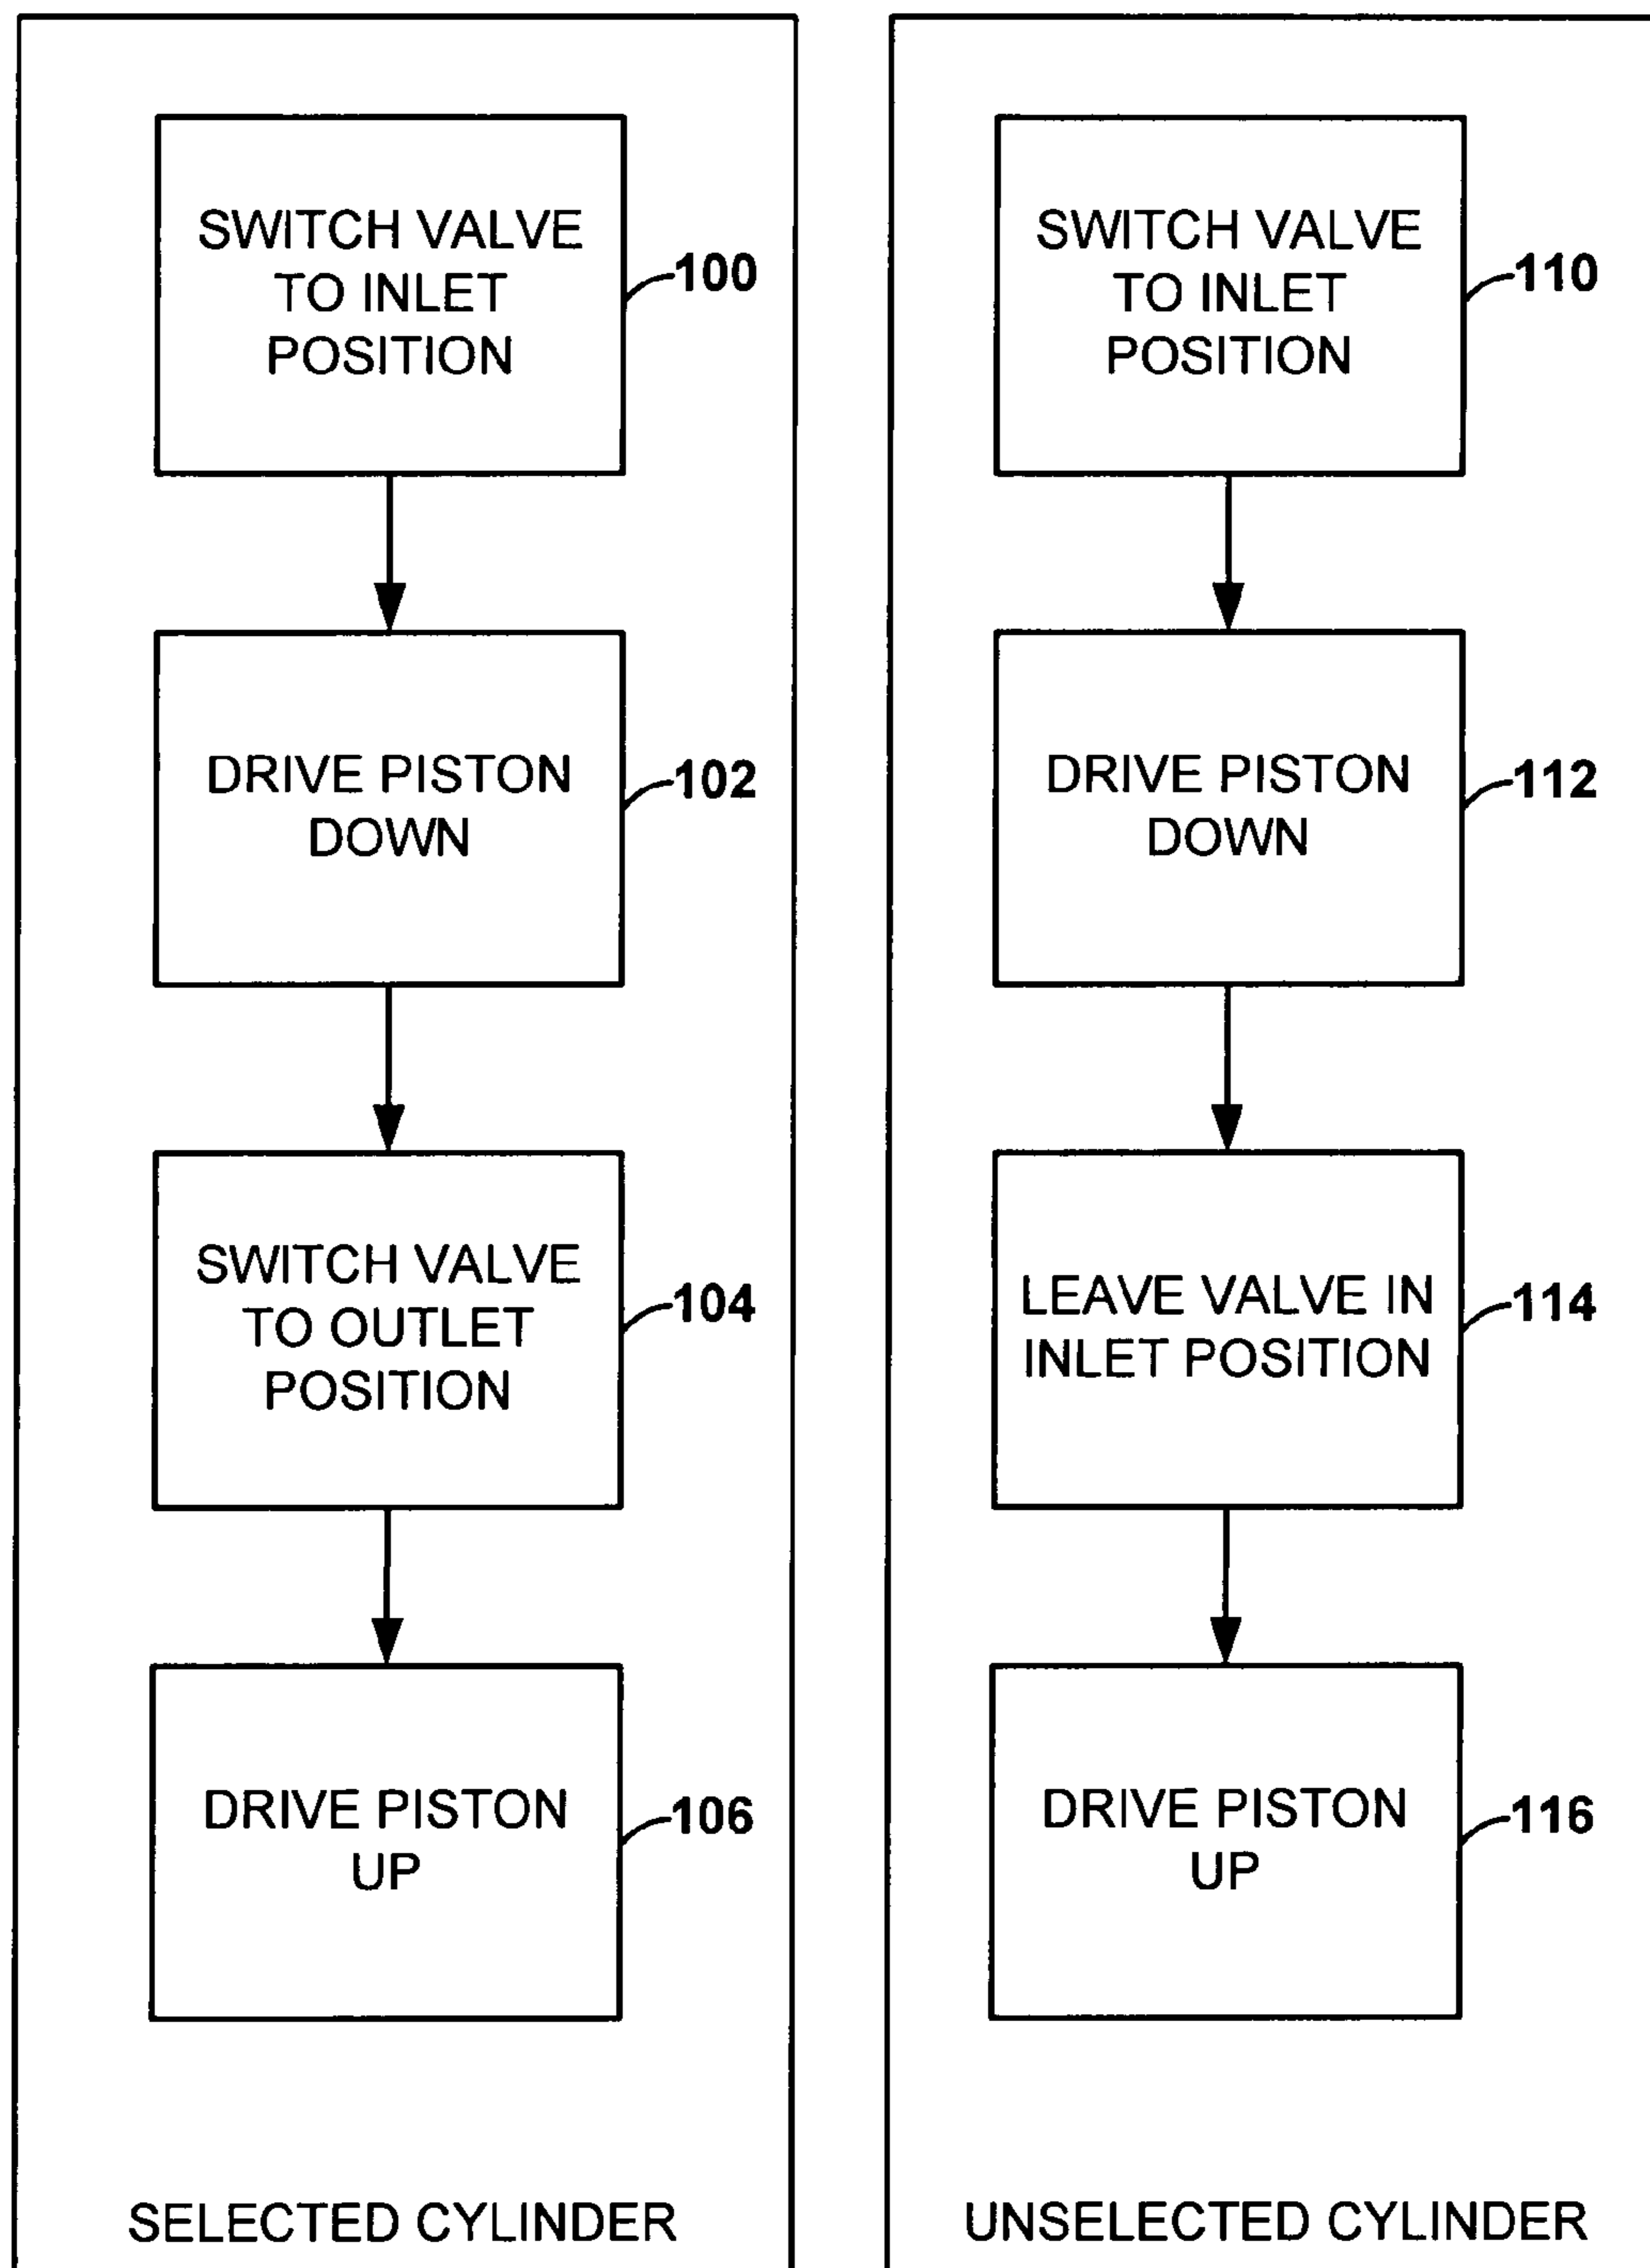 SWITCH VALVE
TO INLET
POSITION
100
DRIVE PISTON
DOWN
102
SWITCH VALVE
TO OUTLET
POSITION
104
DRIVE PISTON
UP
106
SELECTED CYLINDER
SWITCH VALVE
TO INLET
POSITION
110
DRIVE PISTON
DOWN
112
LEAVE VALVE IN
INLET POSITION
114
DRIVE PISTON
UP
116
UNSELECTED CYLINDER